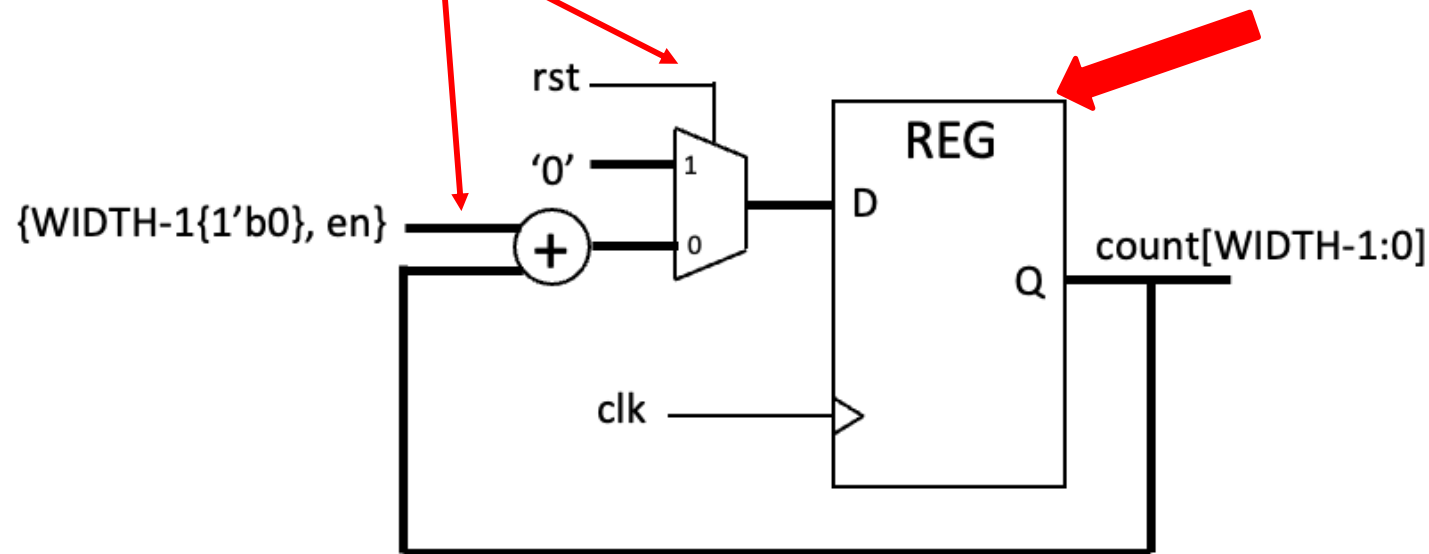 rst
REG
‘0’
1
D
{WIDTH-1{1’b0}, en}
+
0
count[WIDTH-1:0]
Q
clk